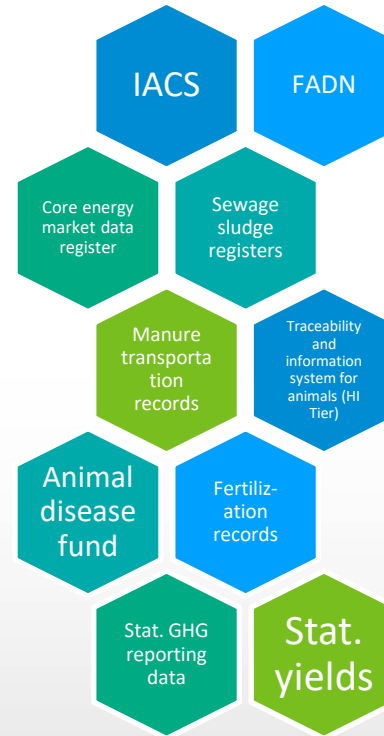 IACS
FADN
Core energy
market data
register
Sewage
sludge
registers
Manure
transporta
tion
records
Traceability
and
information
system for
animals (HI
Tier)
Animal
disease
fund
Fertiliz-
ation
records
Stat. GHG
reporting
data
Stat.
yields